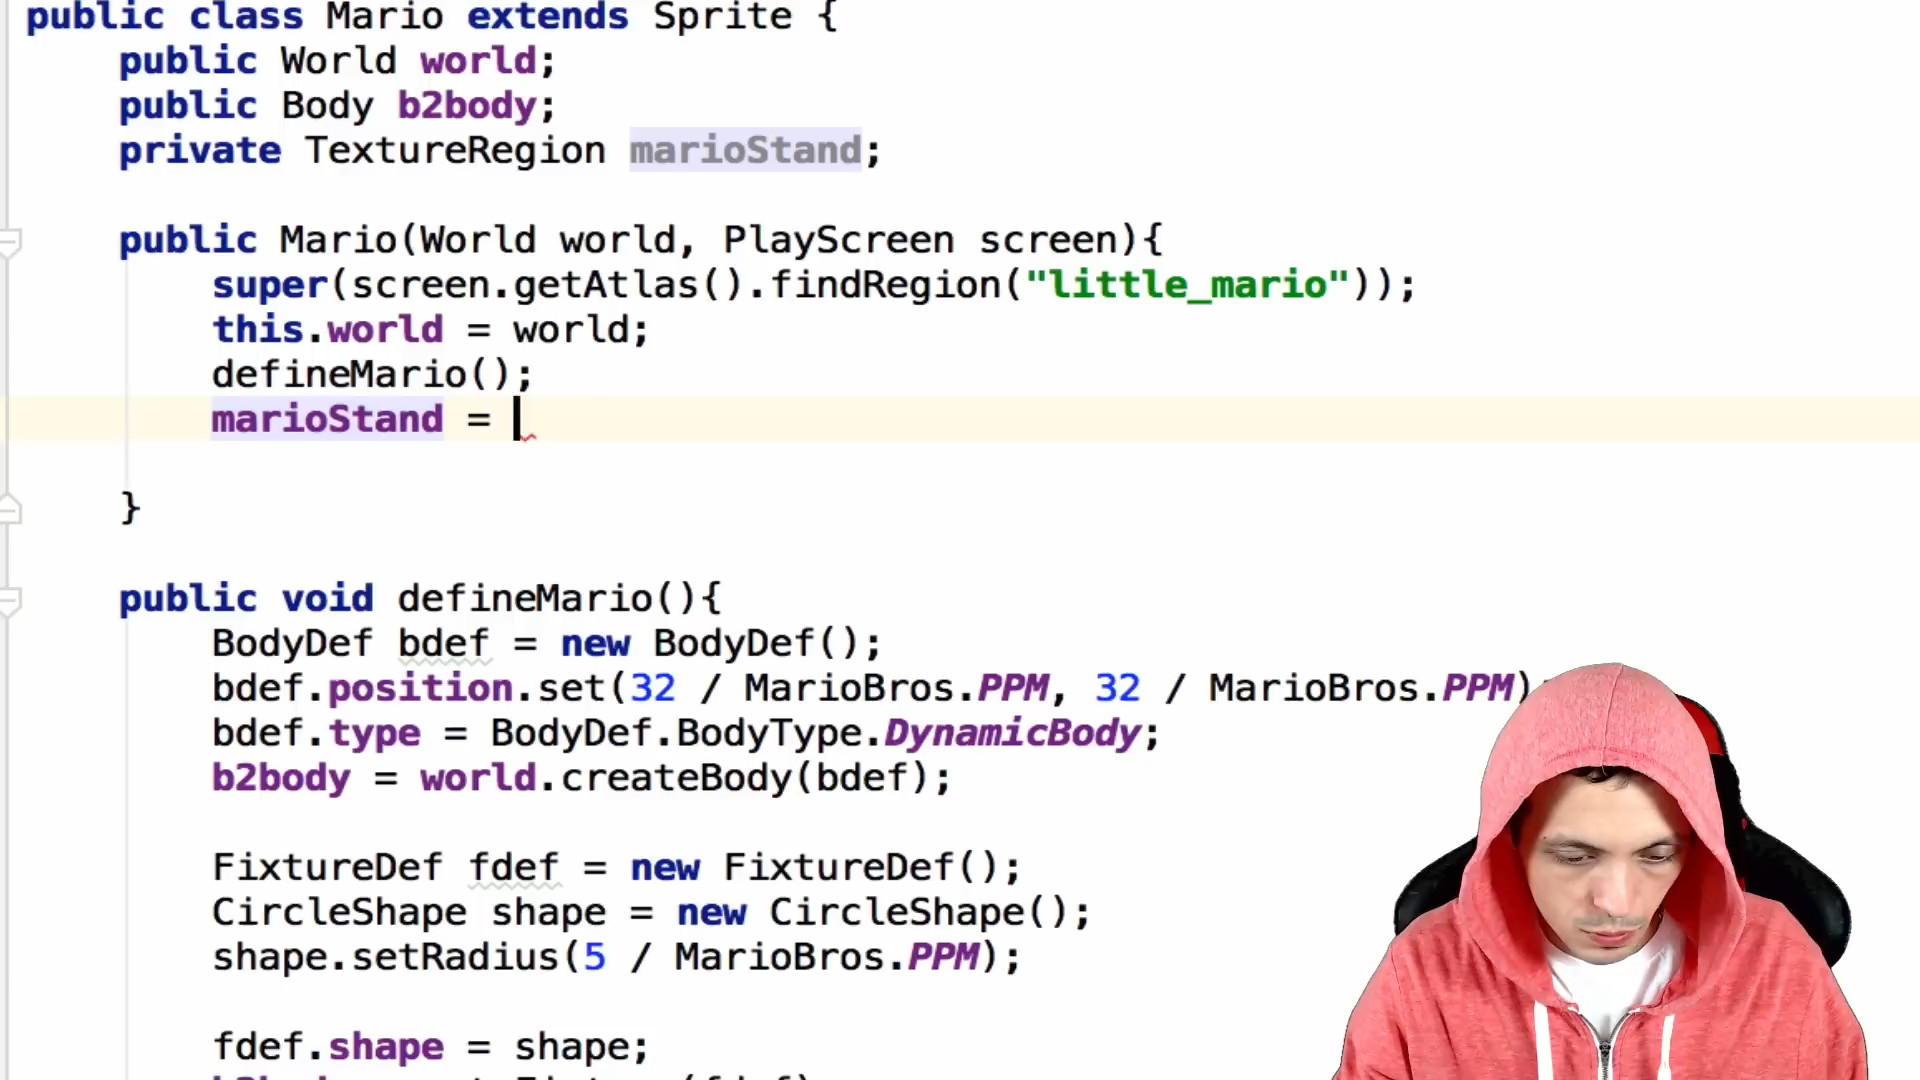 public class Mario extends Sprite {
public World world;
public Body b2body;
private TextureRegion marioStand;
public Mario(World world, PlayScreen screen){
super(screen.getAtlas().findRegion("little_mario"));
this.world = world;
defineMario();
marioStand =
}
public void defineMario(){
BodyDef bdef = new BodyDef();
bdef.position.set(32 / MarioBros.PPM, 32 / MarioBros.PPM)
bdef.type = BodyDef.BodyType.DynamicBody;
b2body = world.createBody(bdef);
FixtureDef fdef = new FixtureDef();
CircleShape shape = new CircleShape();
shape.setRadius(5 / MarioBros.PPM);
fdef.shape = shape;